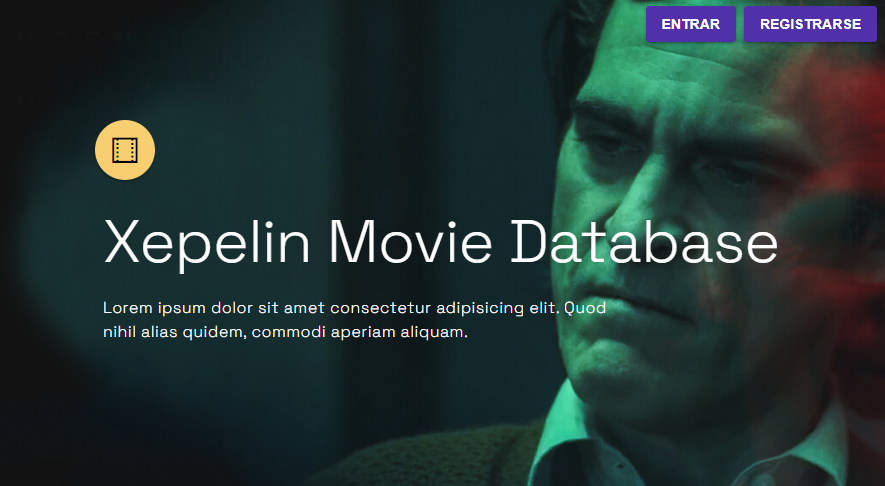 ENTRAR REGISTRARSE
Xepelin Movie Database
Lorem ipsum dolor sit amet consectetur adipisicing elit. Quod
nihil alias quidem, commodi aperiam aliquam.